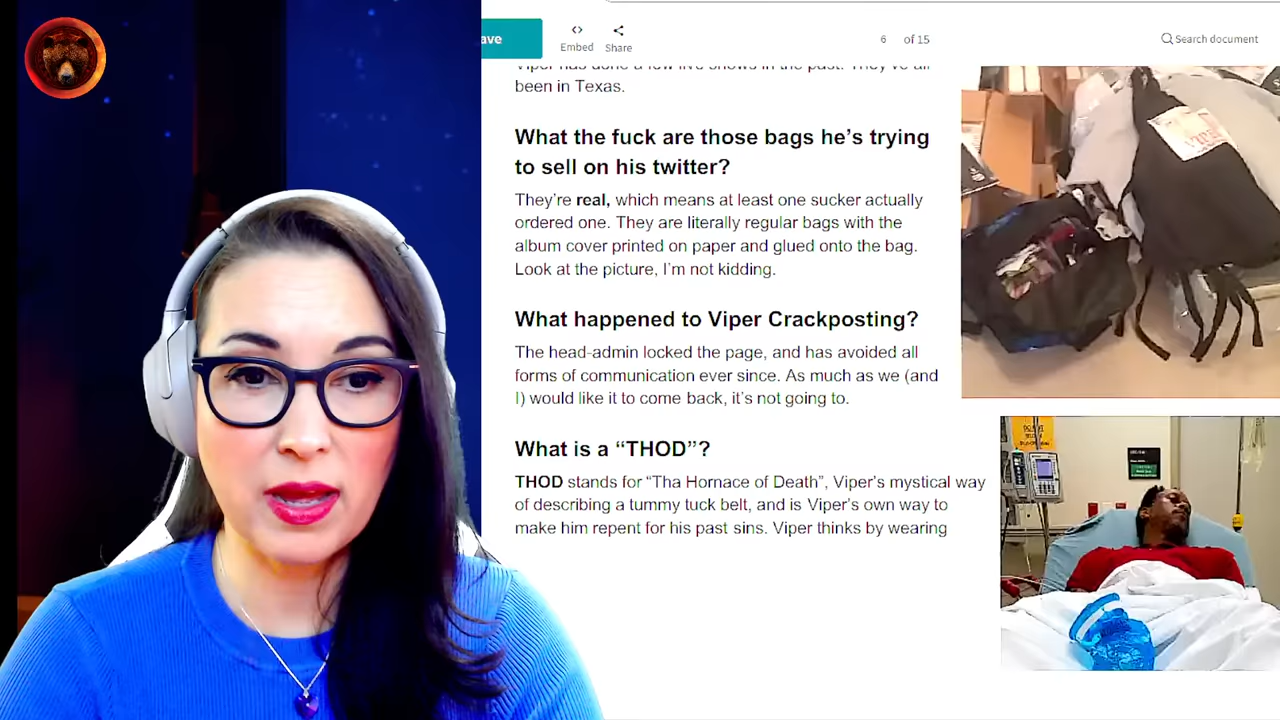 ave
Embed
Share
6 of 15
Search document
Viper has done a few live shows in the past. They've all
been in Texas.
What the fuck are those bags he's trying
to sell on his twitter?
They're real, which means at least one sucker actually
ordered one. They are literally regular bags with the
album cover printed on paper and glued onto the bag.
Look at the picture, I'm not kidding.
What happened to Viper Crackposting?
The head-admin locked the page, and has avoided all
forms of communication ever since. As much as we (and
I) would like it to come back, it's not going to.
What is a "THOD"?
THOD stands for "Tha Hornace of Death", Viper's mystical way
of describing a tummy tuck belt, and is Viper's own way to
make him repent for his past sins. Viper thinks by wearing